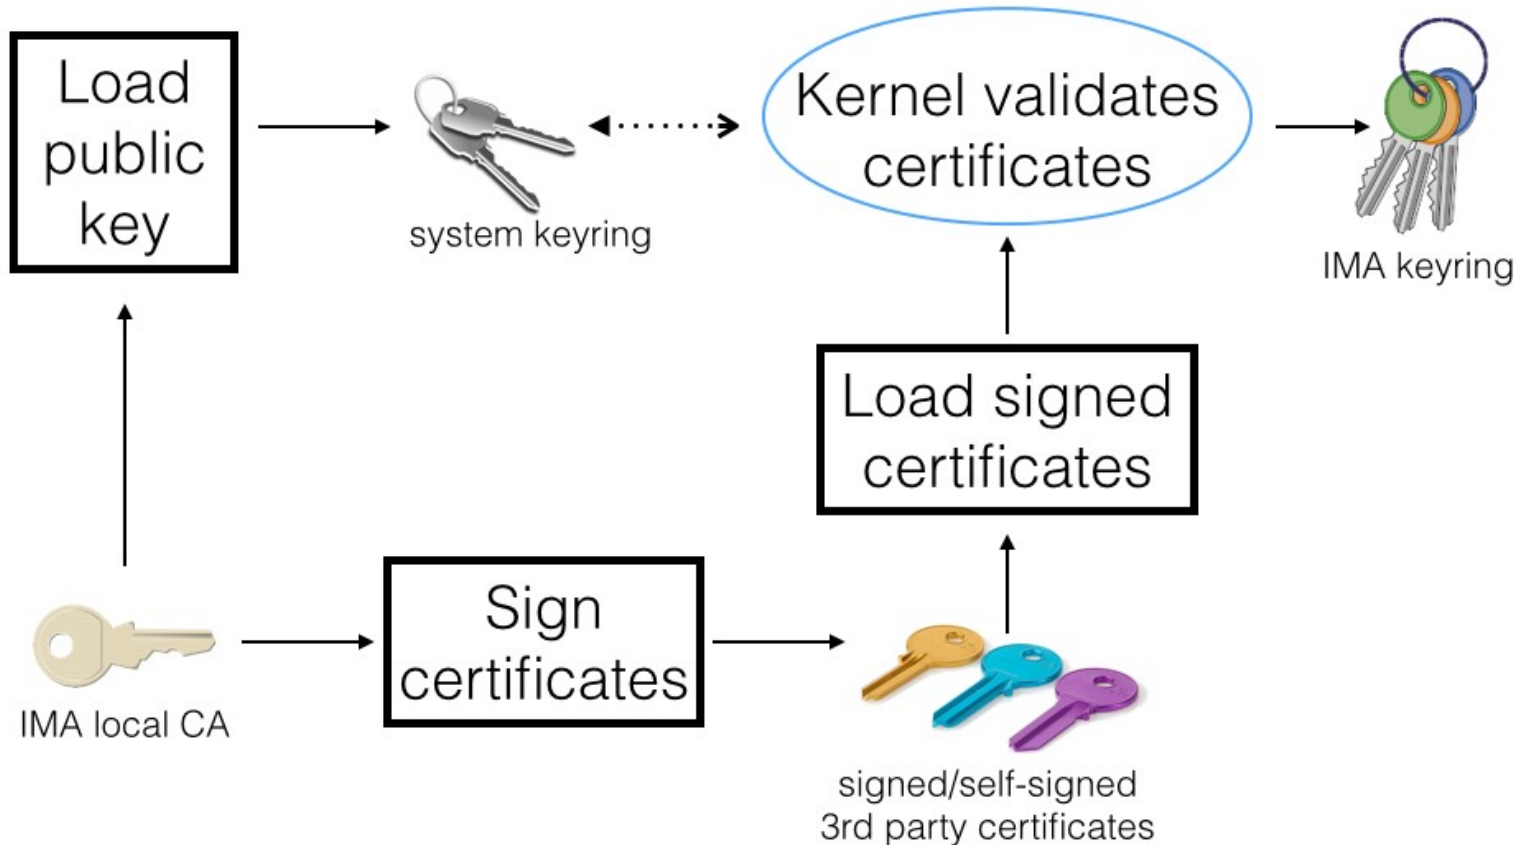 Load
public
key
system keyring
Kernel validates
certificates
IMA keyring
Load signed
certificates
Sign
certificates
IMA local CA
signed/self-signed
3rd party certificates